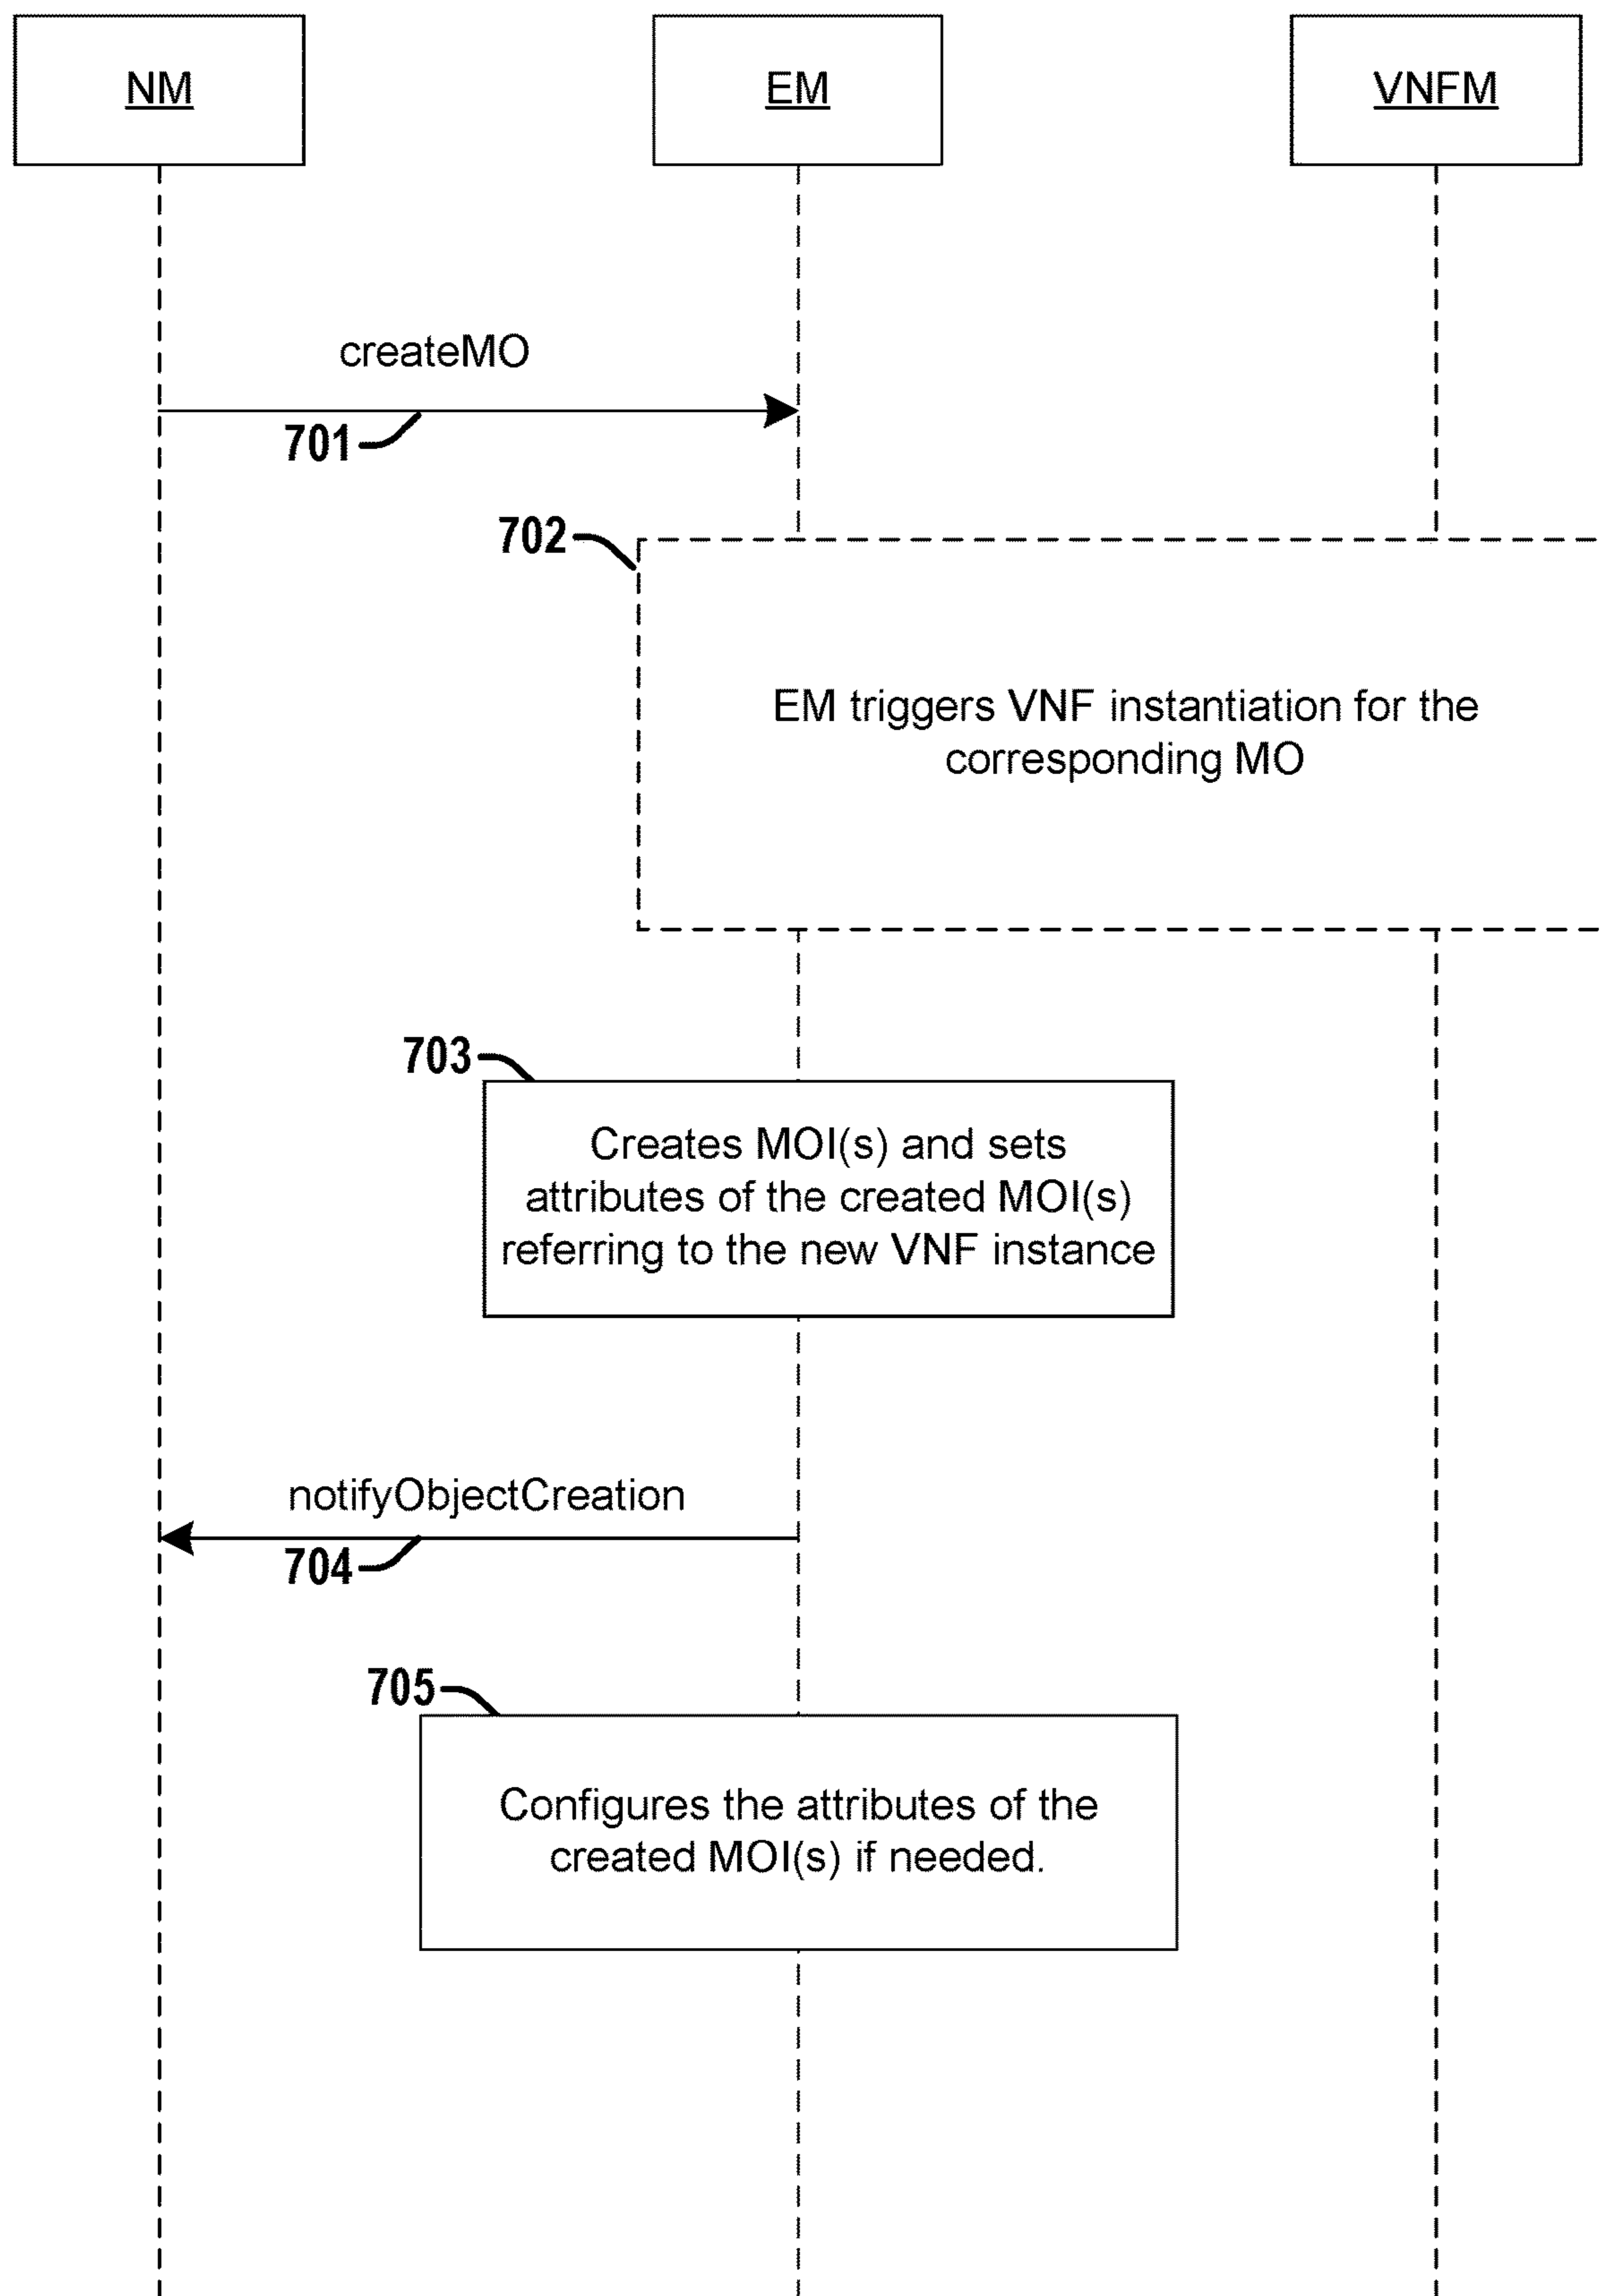 NM
EM
VNFM
createMO
701
702
EM triggers VNF instantiation for the
corresponding MO
703
Creates MOI(s) and sets
attributes of the created MOI(s)
referring to the new VNF instance
notifyObjectCreation
704
705
Configures the attributes of the
created MOI(s) if needed.